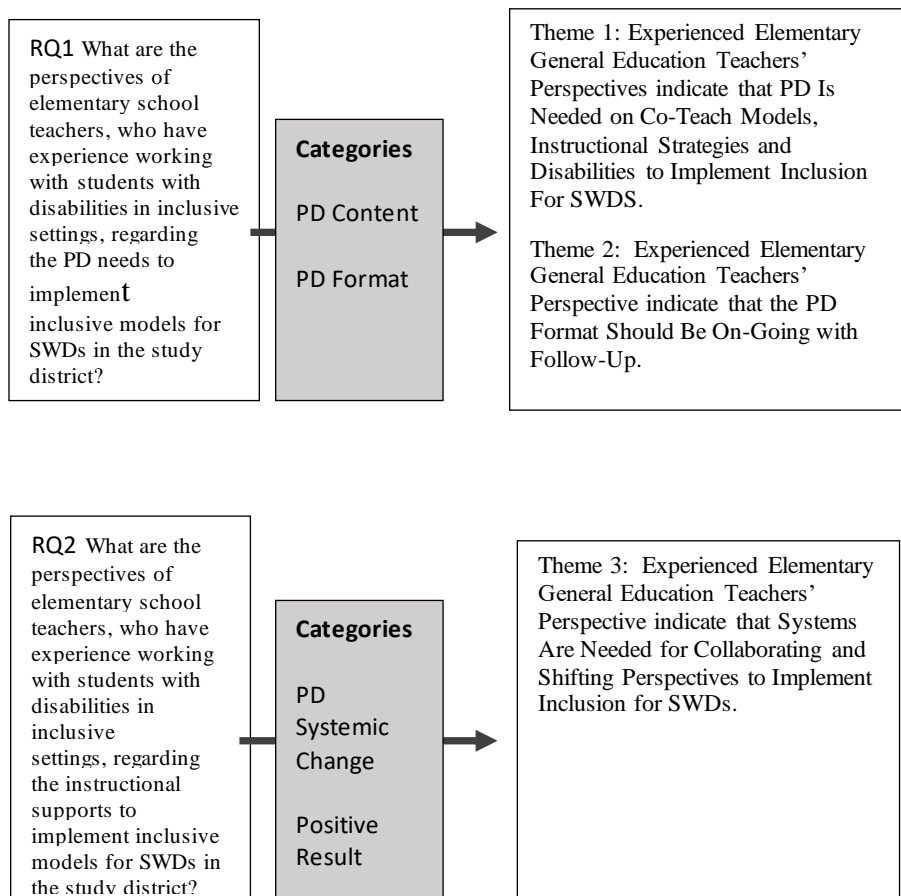 RQ1 What are the
perspectives of
elementary school
teachers, who have
experience working
with students with
disabilities in inclusive
settings, regarding
the PD needs to
implement
inclusive models for
SWDs in the study
district?
Categories
PD Content
PD Format
Theme 1: Experienced Elementary
General Education Teachers’
Perspectives indicate that PD Is
Needed on Co-Teach Models,
Instructional Strategies and
Disabilities to Implement Inclusion
For SWDS.
Theme 2: Experienced Elementary
General Education Teachers’
Perspective indicate that the PD
Format Should Be On-Going with
Follow-Up.
RQ2 What are the
perspectives of
elementary school
teachers, who have
experience working
with students with
disabilities in
inclusive
settings, regarding
the instructional
supports to
implement inclusive
models for SWDs in
the study district?
Categories
PD
Systemic
Change
Positive
Result
Theme 3: Experienced Elementary
General Education Teachers’
Perspective indicate that Systems
Are Needed for Collaborating and
Shifting Perspectives to Implement
Inclusion for SWDs.